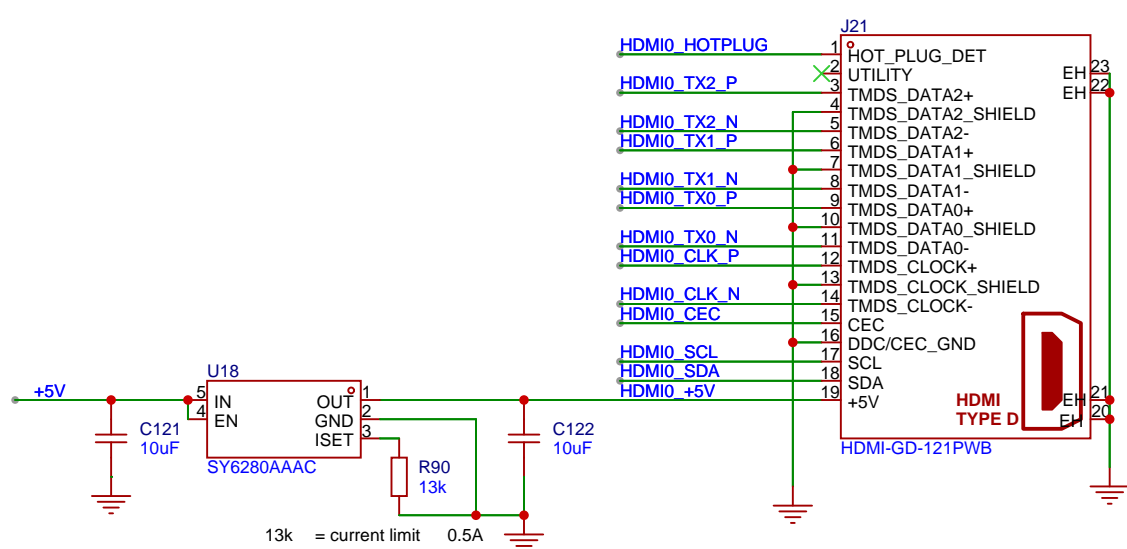 J21
HDMI0_HOTPLUG 1 HOT_PLUG_DET
2 UTILITY
HDMI0_TX2_P 3 TMDS_DATA2+
4 TMDS_DATA2_SHIELD
HDMI0_TX2_N 5 TMDS_DATA2-
HDMI0_TX1_P 6 TMDS_DATA1+
7 TMDS_DATA1_SHIELD
HDMI0_TX1_N 8 TMDS_DATA1-
HDMI0_TX0_P 9 TMDS_DATA0+
10 TMDS_DATA0_SHIELD
HDMI0_TX0_N 11 TMDS_DATA0-
HDMI0_CLK_P 12 TMDS_CLOCK+
13 TMDS_CLOCK_SHIELD
HDMI0_CLK_N 14 TMDS_CLOCK-
HDMI0_CEC 15 CEC
16 DDC/CEC_GND
HDMI0_SCL 17 SCL
HDMI0_SDA 18 SDA
HDMI0_+5V 19 +5V
EH 23
EH 22
EH 21
EH 20
HDMI
TYPE D
HDMI-GD-121PWB
+5V
U18
5 IN
4 EN
OUT 1
GND 2
ISET 3
SY6280AAAC
C121
10uF
R90
13k
C122
10uF
13k = current limit 0.5A